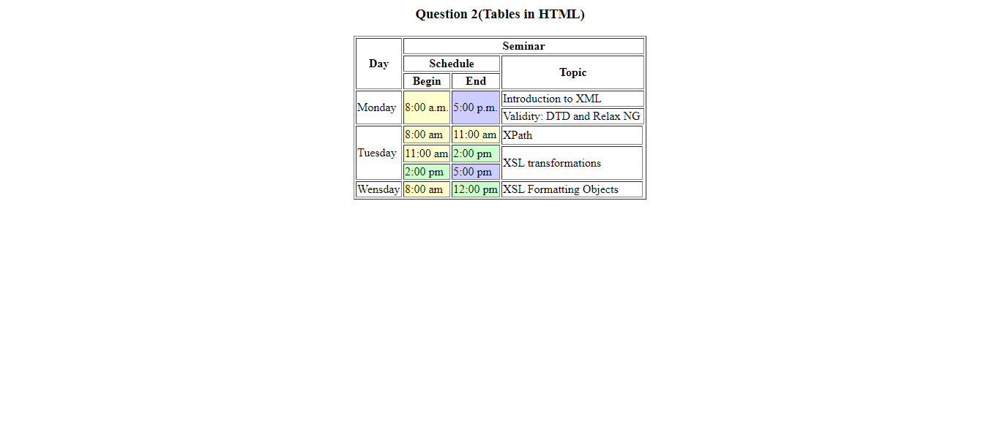 Question 2(Tables in HTML)
Day Seminar
Schedule Topic
Begin End
Monday 8:00 a.m. 5:00 p.m. Introduction to XML
Validity: DTD and Relax NG
Tuesday 8:00 am 11:00 am XPath
11:00 am 2:00 pm XSL transformations
2:00 pm 5:00 pm
Wensday 8:00 am 12:00 pm XSL Formatting Objects